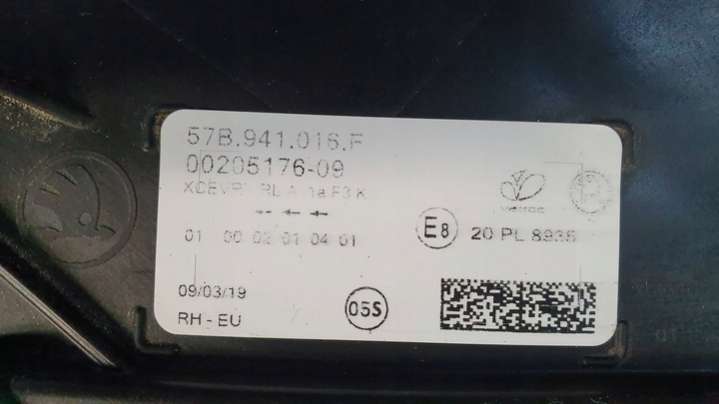 57B.941.016.F
00205176-09
01 00 02 01 04 01
E8 20 PL 8935
09/03/19
RH - EU
05S